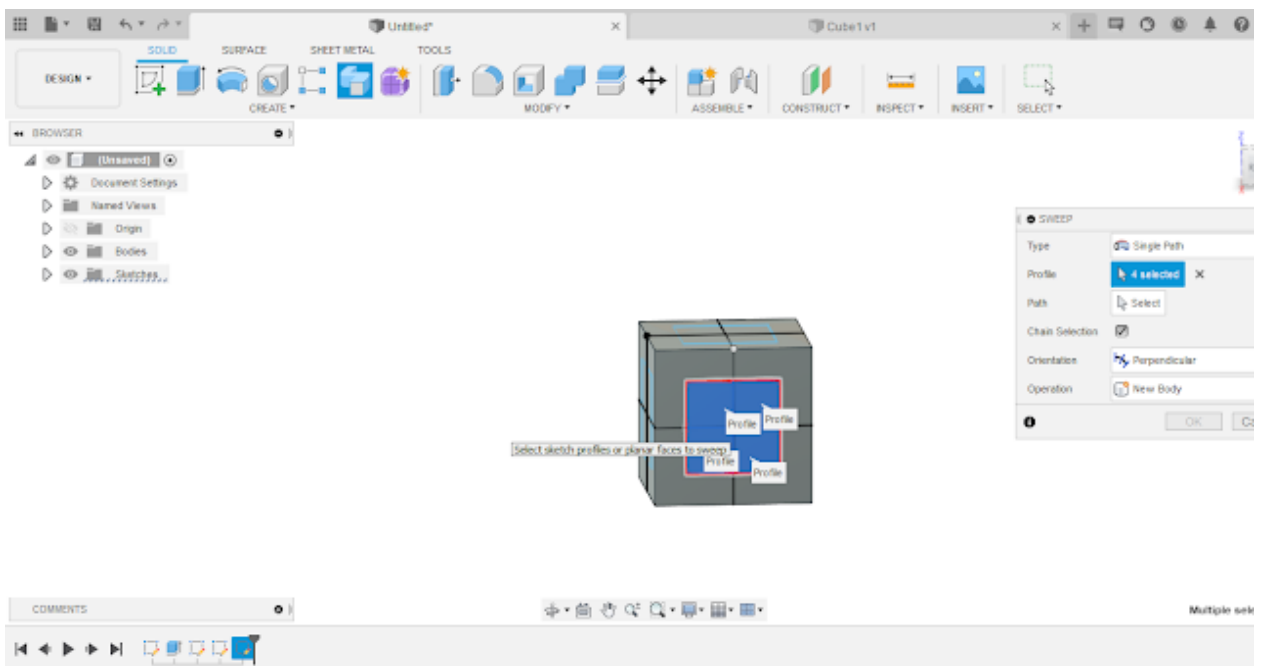 Untitled*
Cube1 v1
SOLID SURFACE SHEET METAL TOOLS
DESIGN
CREATE MODIFY ASSEMBLE CONSTRUCT INSPECT INSERT SELECT
BROWSER
(Unsaved)
Document Settings
Named Views
Origin
Bodies
Sketches
SWEEP
Type Single Path
Profile 4 selected
Path Select
Chain Selection
Orientation Perpendicular
Operation New Body
OK
Profile Profile
Select sketch profiles or planar faces to sweep
Profile
Profile
COMMENTS
Multiple sele